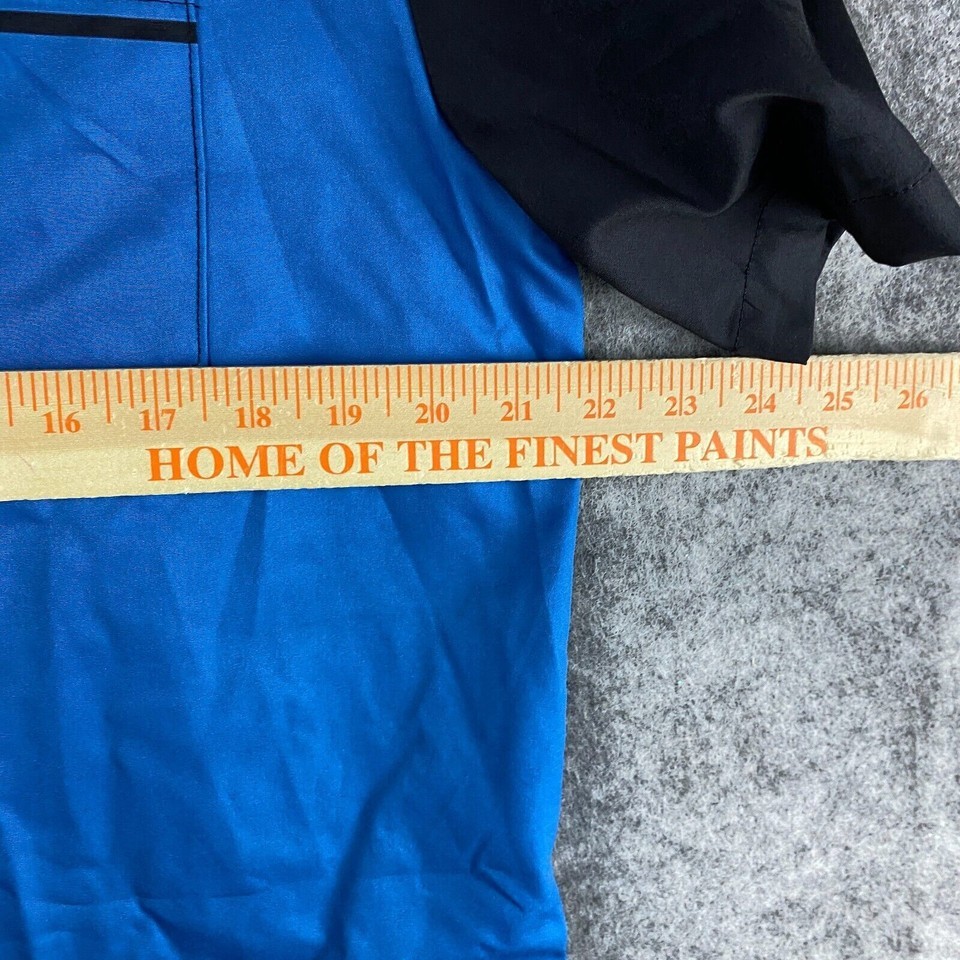 16 17 18 19 20 21 22 23 24 25 26
HOME OF THE FINEST PAINTS